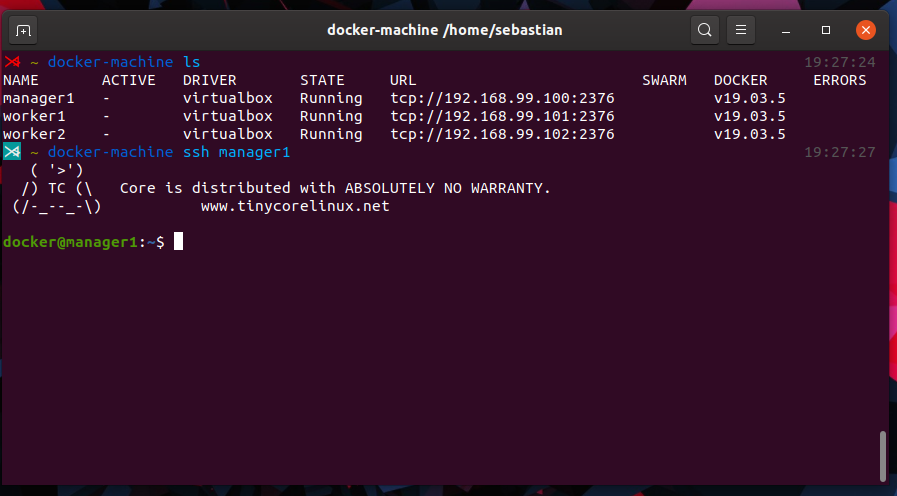 docker-machine /home/sebastian
~ docker-machine ls 19:27:24
NAME ACTIVE DRIVER STATE URL SWARM DOCKER ERRORS
manager1 - virtualbox Running tcp://192.168.99.100:2376 v19.03.5
worker1 - virtualbox Running tcp://192.168.99.101:2376 v19.03.5
worker2 - virtualbox Running tcp://192.168.99.102:2376 v19.03.5
~ docker-machine ssh manager1 19:27:27
( '>')
/) TC (\ Core is distributed with ABSOLUTELY NO WARRANTY.
(/-_--_-\) www.tinycorelinux.net
docker@manager1:~$